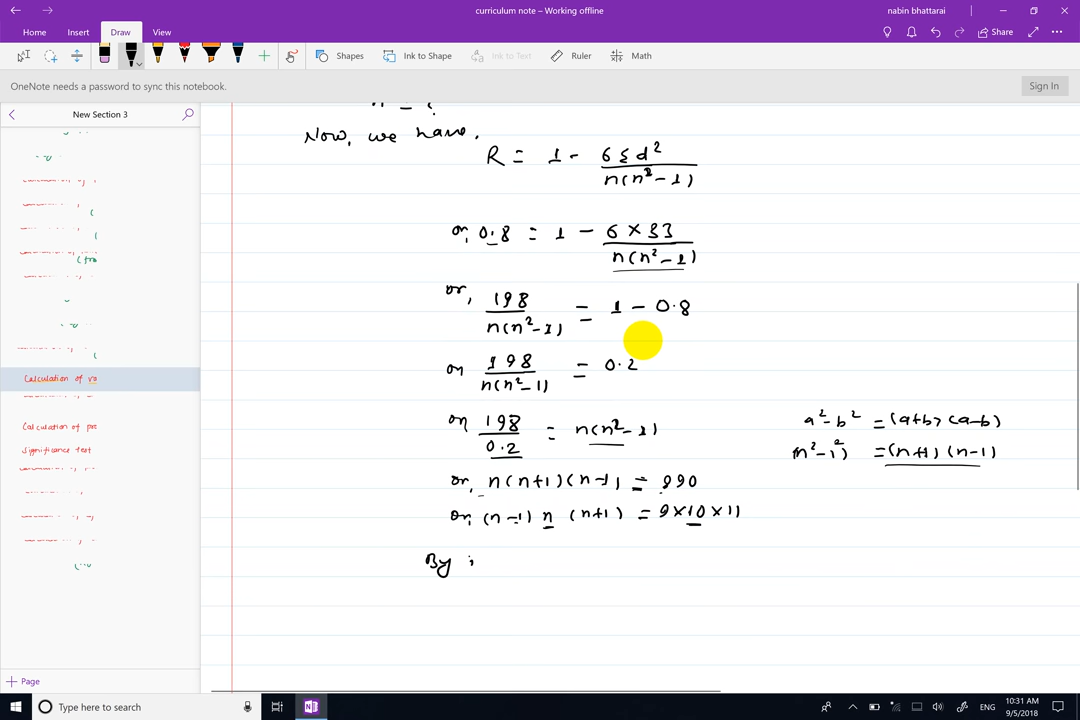 curriculum note – Working offline
nabin bhattarai
Home Insert Draw View
Share
Shapes Ink to Shape Ink to Text Ruler Math
OneNote needs a password to sync this notebook.
Sign In
New Section 3
n = ?
Now, we have,
R = 1 - 6 Σ d² / n(n² - 1)
or, 0.8 = 1 - 6 × 33 / n(n² - 1)
or, 198 / n(n² - 1) = 1 - 0.8
or 198 / n(n² - 1) = 0.2
or 198 / 0.2 = n(n² - 1)
a² - b² = (a+b) (a-b)
(n² - 1²) = (n+1) (n-1)
or, n (n+1) (n-1) = 990
or, (n-1) n (n+1) = 9 × 10 × 11
By
Calculation of
Calculation of
Significance test
Page
Type here to search
ENG
10:31 AM
9/5/2018